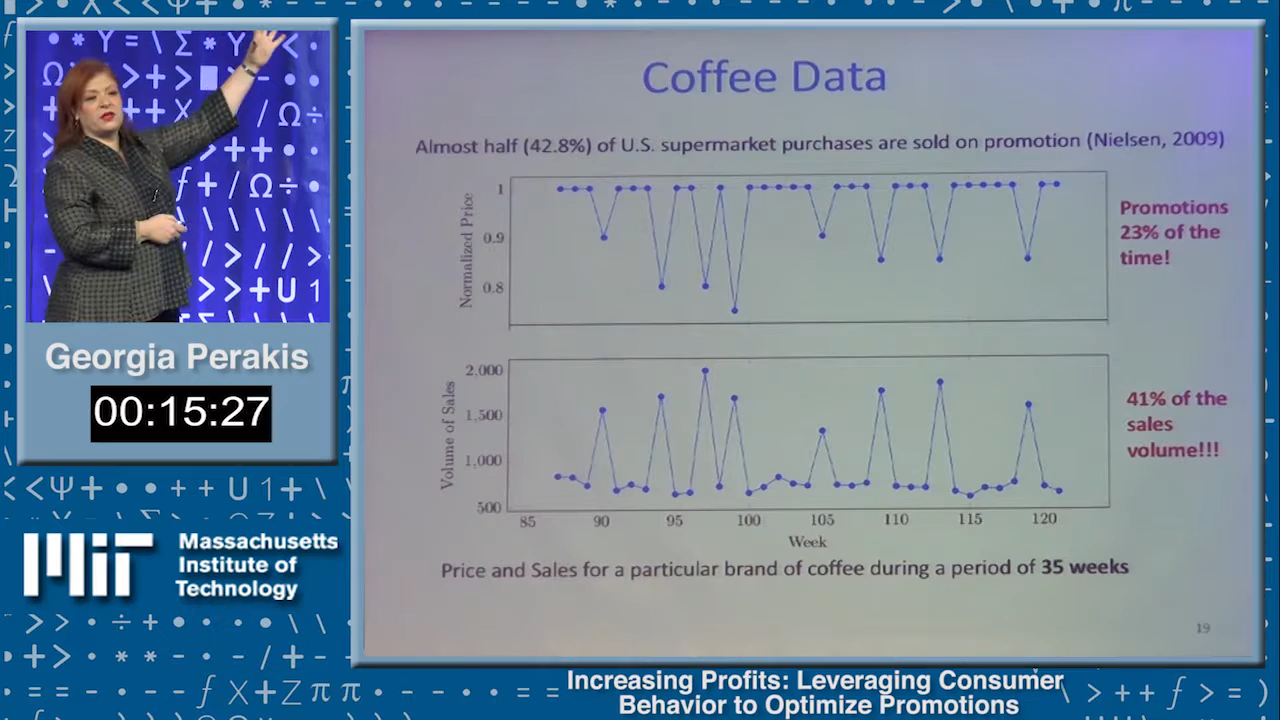 Coffee Data
Almost half (42.8%) of U.S. supermarket purchases are sold on promotion (Nielsen, 2009)
Normalized Price
1
0.9
0.8
Promotions
23% of the
time!
Volume of Sales
2,000
1,500
1,000
500
41% of the
sales
volume!!!
85 90 95 100 105 110 115 120
Week
Price and Sales for a particular brand of coffee during a period of 35 weeks
19
Georgia Perakis
00:15:27
MIT
Massachusetts
Institute of
Technology
Increasing Profits: Leveraging Consumer
Behavior to Optimize Promotions